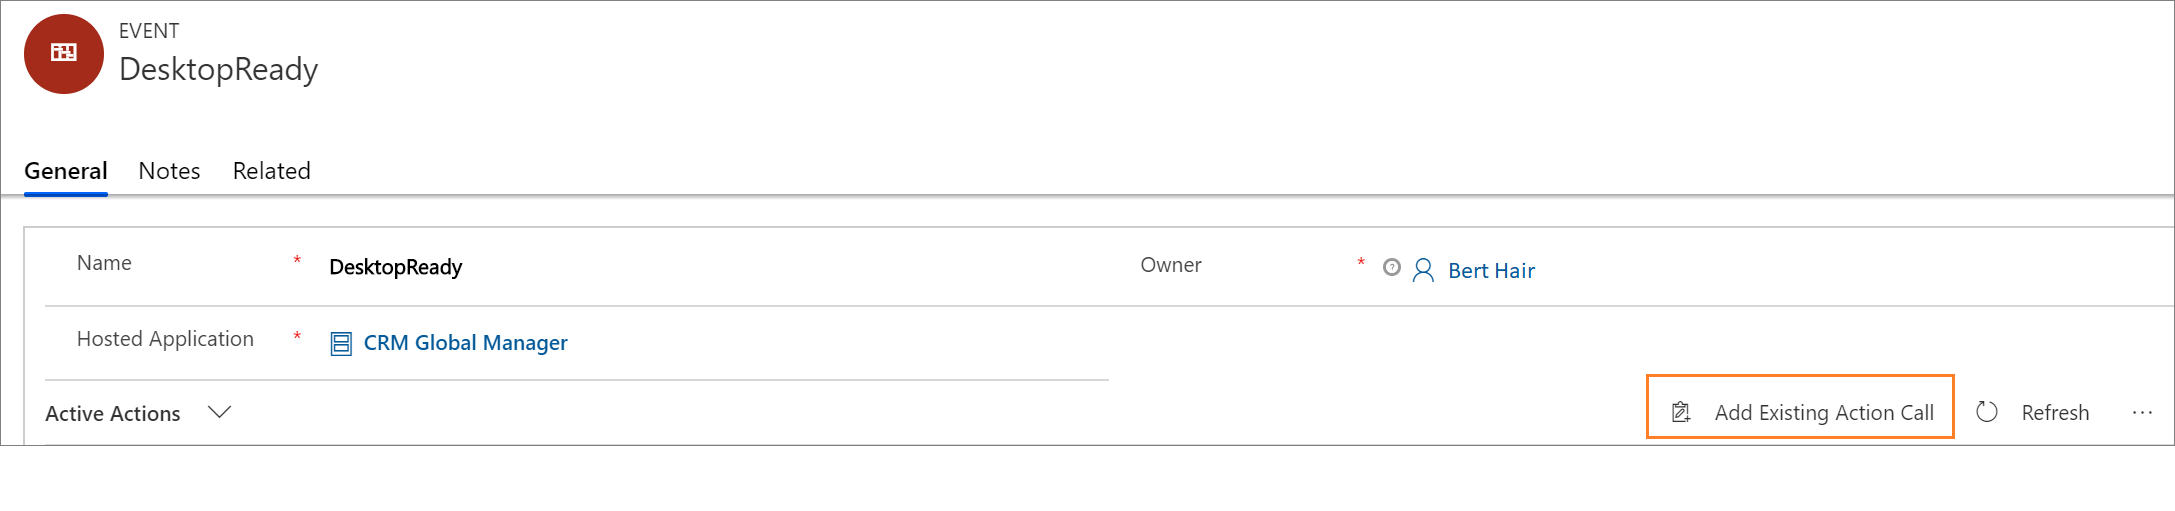 EVENT
DesktopReady
General Notes Related
Name * DesktopReady Owner * Bert Hair
Hosted Application * CRM Global Manager
Active Actions Add Existing Action Call Refresh ...